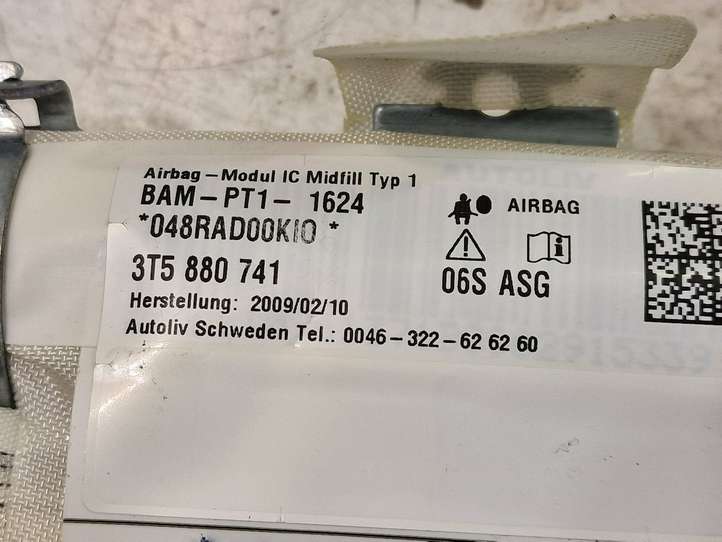 Airbag-Modul IC Midfill Typ 1
BAM-PT1- 1624
*048RAD00KI0 *
3T5 880 741
Herstellung: 2009/02/10
Autoliv Schweden Tel.: 0046-322-62 62 60
AIRBAG
06S ASG